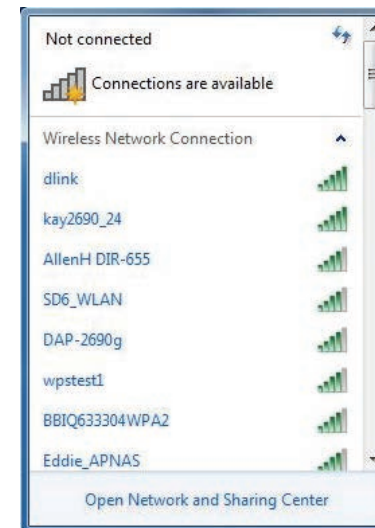 Not connected
Connections are available
Wireless Network Connection
dlink
kay2690_24
AllenH DIR-655
SD6_WLAN
DAP-2690g
wpstest1
BBIQ633304WPA2
Eddie_APNAS
Open Network and Sharing Center